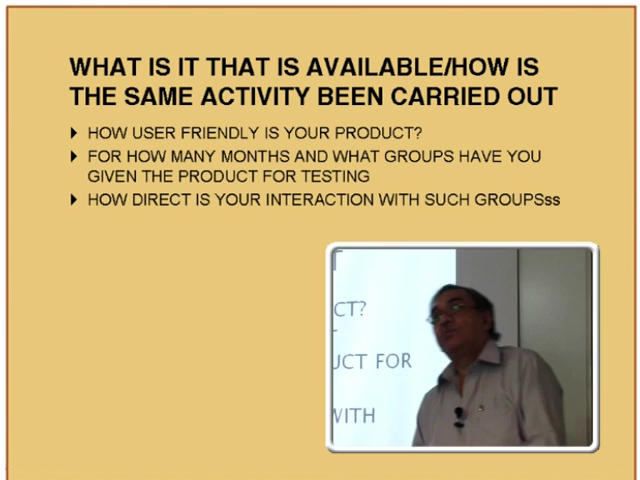 WHAT IS IT THAT IS AVAILABLE/HOW IS
THE SAME ACTIVITY BEEN CARRIED OUT
HOW USER FRIENDLY IS YOUR PRODUCT?
FOR HOW MANY MONTHS AND WHAT GROUPS HAVE YOU
GIVEN THE PRODUCT FOR TESTING
HOW DIRECT IS YOUR INTERACTION WITH SUCH GROUPSss
CT?
UCT FOR
WITH